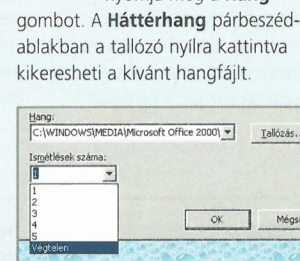 gombot. A Háttérhang párbeszéd-
ablakban a tallózó nyílra kattintva
kikeresheti a kívánt hangfájlt.
Hang:
C:\WINDOWS\MEDIA\Microsoft Office 2000\
Tallózás..
Ismétlések száma:
1
1
2
3
4
5
Végtelen
OK